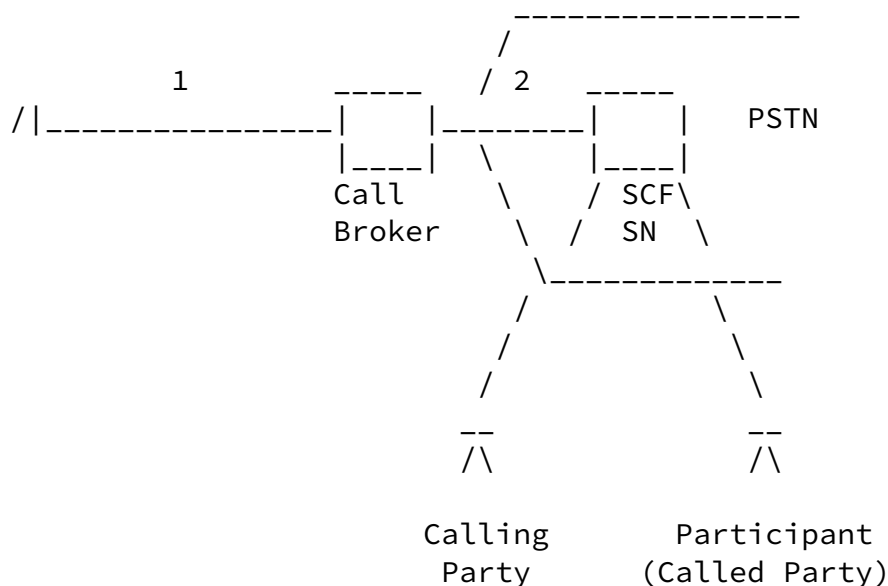 1 2
PSTN
Call SCF
Broker SN
Calling Participant
Party (Called Party)